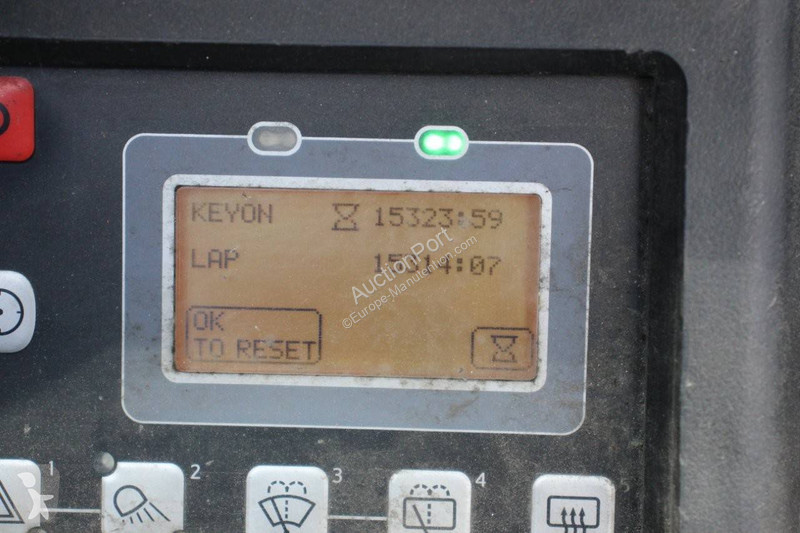 KEYON 15323:59
LAP 15314:07
OK
TO RESET
AuctionPort
©Europe-Manutention.com
1
2
3
4
5